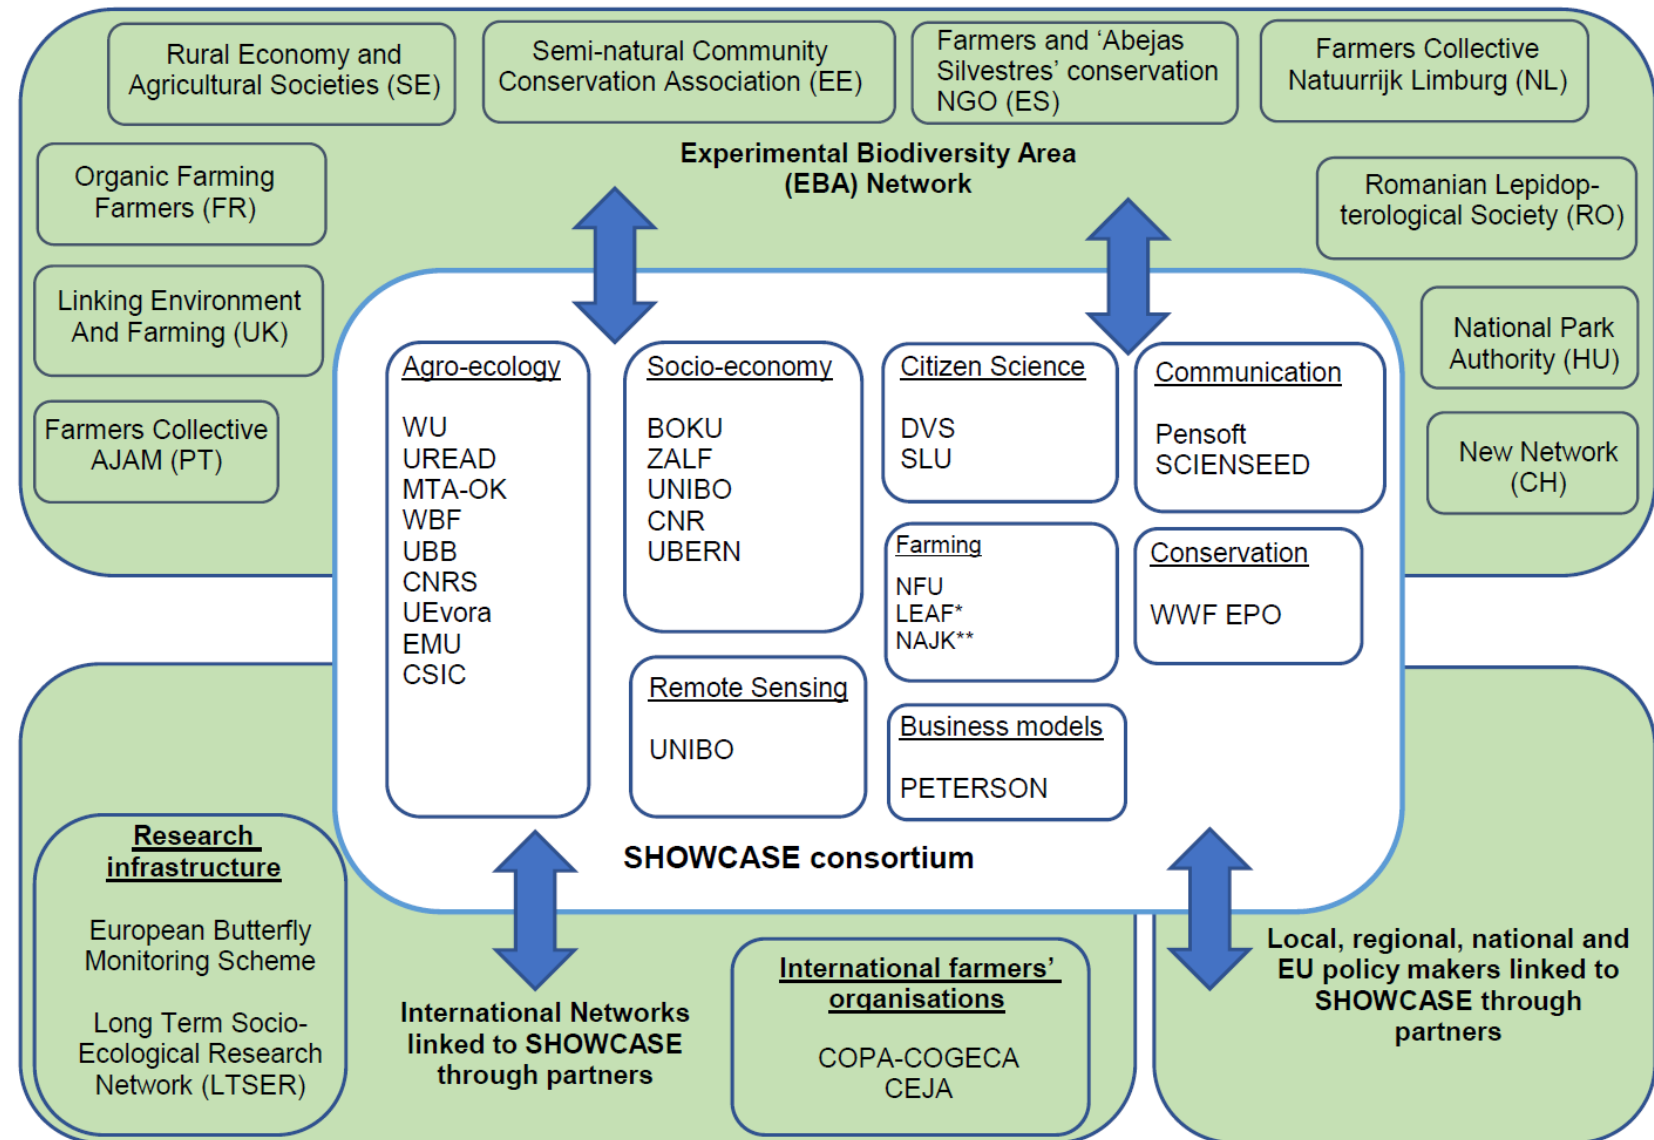 Rural Economy and
Agricultural Societies (SE)
Semi-natural Community
Conservation Association (EE)
Farmers and ‘Abejas
Silvestres’ conservation
NGO (ES)
Farmers Collective
Natuurrijk Limburg (NL)
Experimental Biodiversity Area
(EBA) Network
Organic Farming
Farmers (FR)
Linking Environment
And Farming (UK)
Farmers Collective
AJAM (PT)
Romanian Lepidop-
terological Society (RO)
National Park
Authority (HU)
New Network
(CH)
Agro-ecology
WU
UREAD
MTA-OK
WBF
UBB
CNRS
UEvora
EMU
CSIC
Socio-economy
BOKU
ZALF
UNIBO
CNR
UBERN
Remote Sensing
UNIBO
Citizen Science
DVS
SLU
Farming
NFU
LEAF*
NAJK**
Business models
PETERSON
Communication
Pensoft
SCIENSEED
Conservation
WWF EPO
SHOWCASE consortium
Research
infrastructure
European Butterfly
Monitoring Scheme
Long Term Socio-
Ecological Research
Network (LTSER)
International Networks
linked to SHOWCASE
through partners
International farmers’
organisations
COPA-COGECA
CEJA
Local, regional, national and
EU policy makers linked to
SHOWCASE through
partners